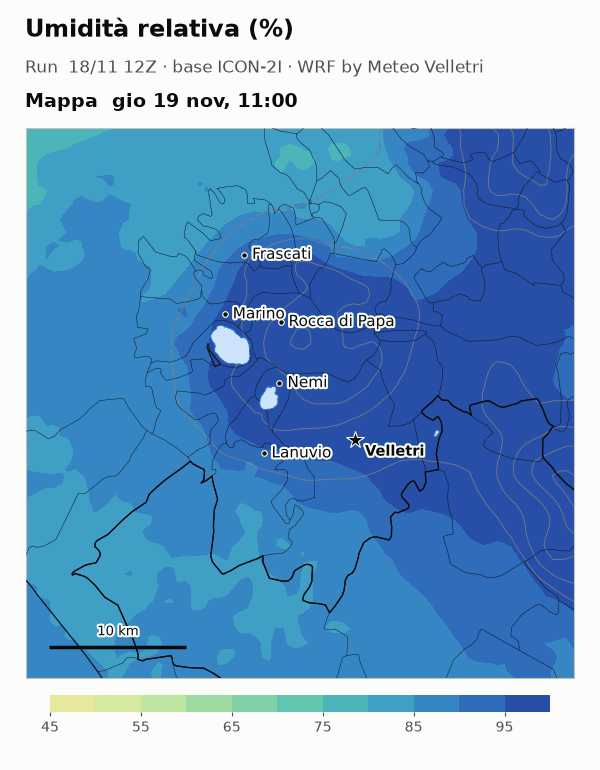 Umidità relativa (%)
Run  18/11 12Z · base ICON-2I · WRF by Meteo Velletri
Mappa  gio 19 nov, 11:00
Frascati
Marino
Rocca di Papa
Nemi
Velletri
Lanuvio
10 km
45 55 65 75 85 95